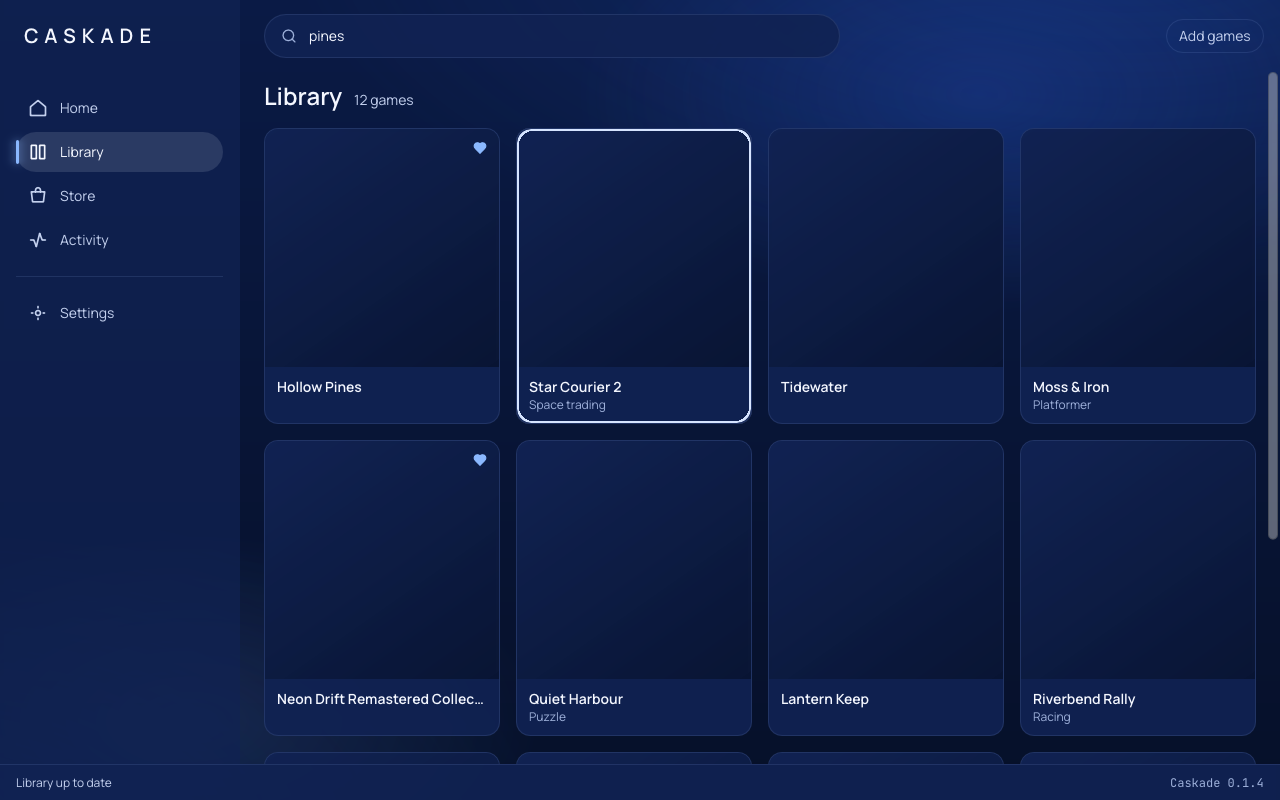 CASKADE
pines
Add games
Home
Library
Store
Activity
Settings
Library 12 games
Hollow Pines
Star Courier 2
Space trading
Tidewater
Moss & Iron
Platformer
Neon Drift Remastered Collec…
Quiet Harbour
Puzzle
Lantern Keep
Riverbend Rally
Racing
Library up to date
Caskade 0.1.4